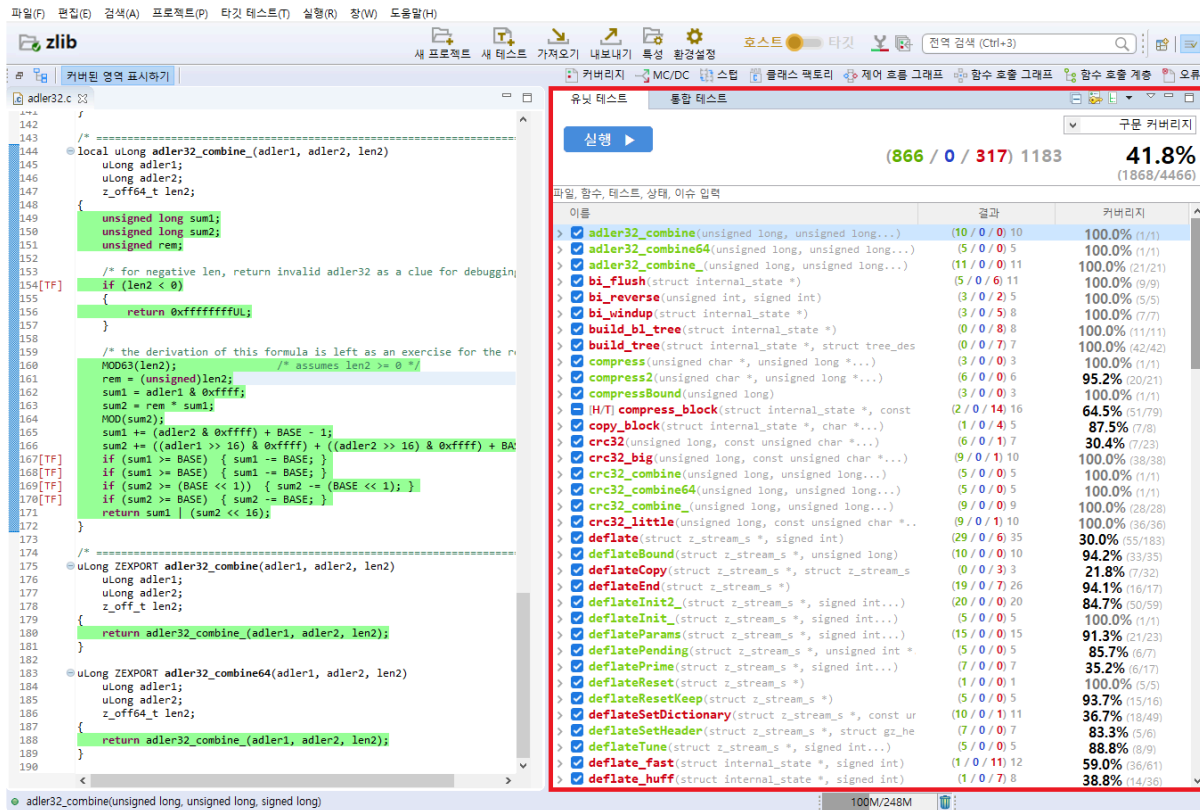 파일(F) 편집(E) 검색(A) 프로젝트(P) 타깃 테스트(T) 실행(R) 창(W) 도움말(H)
zlib
새 프로젝트 새 테스트 가져오기 내보내기 특성 환경설정
호스트 타깃
전역 검색 (Ctrl+3)
커버된 영역 표시하기
커버리지 MC/DC 스텁 클래스 팩토리 제어 흐름 그래프 함수 호출 그래프 함수 호출 계층 오류
adler32.c
141 }
142
143 /* ================================================================
144 local uLong adler32_combine_(adler1, adler2, len2)
145 uLong adler1;
146 uLong adler2;
147 z_off64_t len2;
148 {
149 unsigned long sum1;
150 unsigned long sum2;
151 unsigned rem;
152
153 /* for negative len, return invalid adler32 as a clue for debugging
154[TF] if (len2 < 0)
155 {
156 return 0xffffffffUL;
157 }
158
159 /* the derivation of this formula is left as an exercise for the re
160 MOD63(len2); /* assumes len2 >= 0 */
161 rem = (unsigned)len2;
162 sum1 = adler1 & 0xffff;
163 sum2 = rem * sum1;
164 MOD(sum2);
165 sum1 += (adler2 & 0xffff) + BASE - 1;
166 sum2 += ((adler1 >> 16) & 0xffff) + ((adler2 >> 16) & 0xffff) + BAS
167[TF] if (sum1 >= BASE) { sum1 -= BASE; }
168[TF] if (sum1 >= BASE) { sum1 -= BASE; }
169[TF] if (sum2 >= (BASE << 1)) { sum2 -= (BASE << 1); }
170[TF] if (sum2 >= BASE) { sum2 -= BASE; }
171 return sum1 | (sum2 << 16);
172 }
173
174 /* ================================================================
175 uLong ZEXPORT adler32_combine(adler1, adler2, len2)
176 uLong adler1;
177 uLong adler2;
178 z_off_t len2;
179 {
180 return adler32_combine_(adler1, adler2, len2);
181 }
182
183 uLong ZEXPORT adler32_combine64(adler1, adler2, len2)
184 uLong adler1;
185 uLong adler2;
186 z_off64_t len2;
187 {
188 return adler32_combine_(adler1, adler2, len2);
189 }
190
유닛 테스트 통합 테스트
실행
구문 커버리지
(866 / 0 / 317) 1183 41.8%
(1868/4466)
파일, 함수, 테스트, 상태, 이슈 입력
이름 결과 커버리지
adler32_combine(unsigned long, unsigned long...) (10 / 0 / 0) 10 100.0% (1/1)
adler32_combine64(unsigned long, unsigned long...) (5 / 0 / 0) 5 100.0% (1/1)
adler32_combine_(unsigned long, unsigned long...) (11 / 0 / 0) 11 100.0% (21/21)
bi_flush(struct internal_state *) (5 / 0 / 6) 11 100.0% (9/9)
bi_reverse(unsigned int, signed int) (3 / 0 / 2) 5 100.0% (5/5)
bi_windup(struct internal_state *) (3 / 0 / 5) 8 100.0% (7/7)
build_bl_tree(struct internal_state *) (0 / 0 / 8) 8 100.0% (11/11)
build_tree(struct internal_state *, struct tree_des (0 / 0 / 7) 7 100.0% (42/42)
compress(unsigned char *, unsigned long *...) (3 / 0 / 0) 3 100.0% (1/1)
compress2(unsigned char *, unsigned long *...) (6 / 0 / 0) 6 95.2% (20/21)
compressBound(unsigned long) (3 / 0 / 0) 3 100.0% (1/1)
[H/T] compress_block(struct internal_state *, const (2 / 0 / 14) 16 64.5% (51/79)
copy_block(struct internal_state *, char *...) (1 / 0 / 4) 5 87.5% (7/8)
crc32(unsigned long, const unsigned char *...) (6 / 0 / 1) 7 30.4% (7/23)
crc32_big(unsigned long, const unsigned char *...) (9 / 0 / 1) 10 100.0% (38/38)
crc32_combine(unsigned long, unsigned long...) (5 / 0 / 0) 5 100.0% (1/1)
crc32_combine64(unsigned long, unsigned long...) (5 / 0 / 0) 5 100.0% (1/1)
crc32_combine_(unsigned long, unsigned long...) (9 / 0 / 0) 9 100.0% (28/28)
crc32_little(unsigned long, const unsigned char *.. (9 / 0 / 1) 10 100.0% (36/36)
deflate(struct z_stream_s *, signed int) (29 / 0 / 6) 35 30.0% (55/183)
deflateBound(struct z_stream_s *, unsigned long) (10 / 0 / 0) 10 94.2% (33/35)
deflateCopy(struct z_stream_s *, struct z_stream_s (0 / 0 / 3) 3 21.8% (7/32)
deflateEnd(struct z_stream_s *) (19 / 0 / 7) 26 94.1% (16/17)
deflateInit2_(struct z_stream_s *, signed int...) (20 / 0 / 0) 20 84.7% (50/59)
deflateInit_(struct z_stream_s *, signed int...) (5 / 0 / 0) 5 100.0% (1/1)
deflateParams(struct z_stream_s *, signed int...) (15 / 0 / 0) 15 91.3% (21/23)
deflatePending(struct z_stream_s *, unsigned int * (5 / 0 / 0) 5 85.7% (6/7)
deflatePrime(struct z_stream_s *, signed int...) (7 / 0 / 0) 7 35.2% (6/17)
deflateReset(struct z_stream_s *) (1 / 0 / 0) 1 100.0% (5/5)
deflateResetKeep(struct z_stream_s *) (5 / 0 / 0) 5 93.7% (15/16)
deflateSetDictionary(struct z_stream_s *, const ur (10 / 0 / 1) 11 36.7% (18/49)
deflateSetHeader(struct z_stream_s *, struct gz_he (7 / 0 / 0) 7 83.3% (5/6)
deflateTune(struct z_stream_s *, signed int...) (5 / 0 / 0) 5 88.8% (8/9)
deflate_fast(struct internal_state *, signed int) (1 / 0 / 11) 12 59.0% (36/61)
deflate_huff(struct internal_state *, signed int) (1 / 0 / 7) 8 38.8% (14/36)
adler32_combine(unsigned long, unsigned long, signed long)
100M/248M